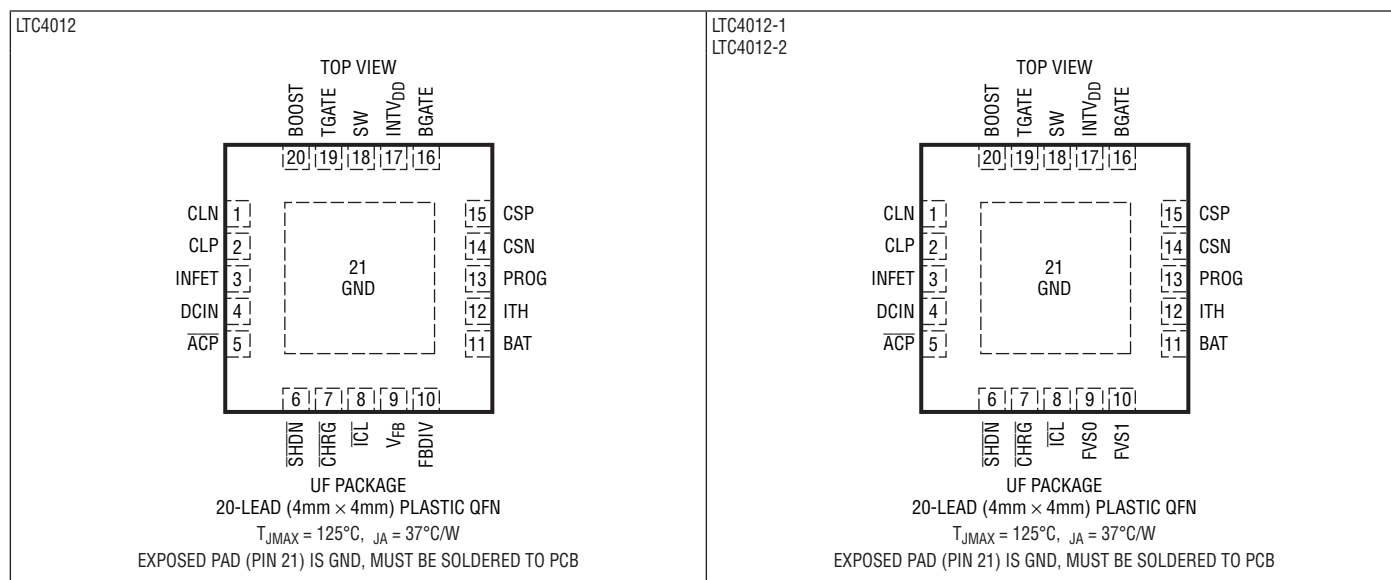 LTC4012
TOP VIEW
BOOST
TGATE
SW
INTVDD
BGATE
20 19 18 17 16
CLN 1
CLP 2
INFET 3
DCIN 4
ACP 5
21
GND
15 CSP
14 CSN
13 PROG
12 ITH
11 BAT
6 7 8 9 10
SHDN
CHRG
ICL
VFB
FBDIV
UF PACKAGE
20-LEAD (4mm × 4mm) PLASTIC QFN
TJMAX = 125°C, JA = 37°C/W
EXPOSED PAD (PIN 21) IS GND, MUST BE SOLDERED TO PCB
LTC4012-1
LTC4012-2
TOP VIEW
BOOST
TGATE
SW
INTVDD
BGATE
20 19 18 17 16
CLN 1
CLP 2
INFET 3
DCIN 4
ACP 5
21
GND
15 CSP
14 CSN
13 PROG
12 ITH
11 BAT
6 7 8 9 10
SHDN
CHRG
ICL
FVS0
FVS1
UF PACKAGE
20-LEAD (4mm × 4mm) PLASTIC QFN
TJMAX = 125°C, JA = 37°C/W
EXPOSED PAD (PIN 21) IS GND, MUST BE SOLDERED TO PCB